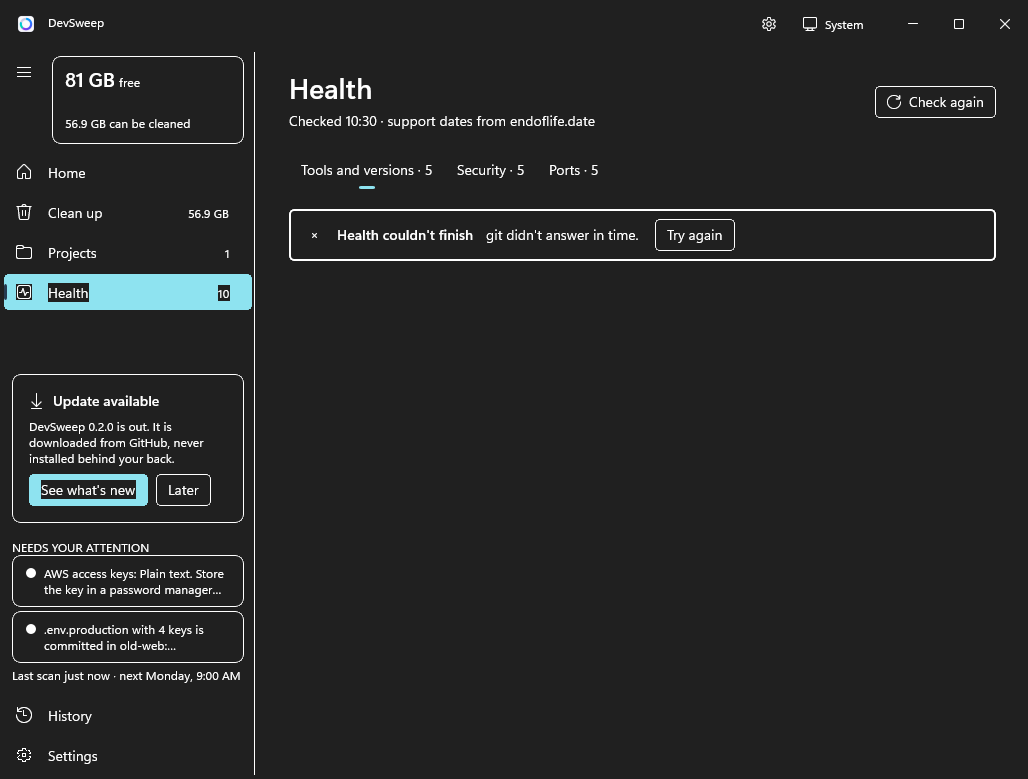 DevSweep
System
81 GB free
56.9 GB can be cleaned
Home
Clean up 56.9 GB
Projects 1
Health 10
Update available
DevSweep 0.2.0 is out. It is
downloaded from GitHub, never
installed behind your back.
See what's new
Later
NEEDS YOUR ATTENTION
AWS access keys: Plain text. Store
the key in a password manager...
.env.production with 4 keys is
committed in old-web:...
Last scan just now · next Monday, 9:00 AM
History
Settings
Health
Checked 10:30 · support dates from endoflife.date
Check again
Tools and versions · 5 Security · 5 Ports · 5
Health couldn't finish git didn't answer in time. Try again